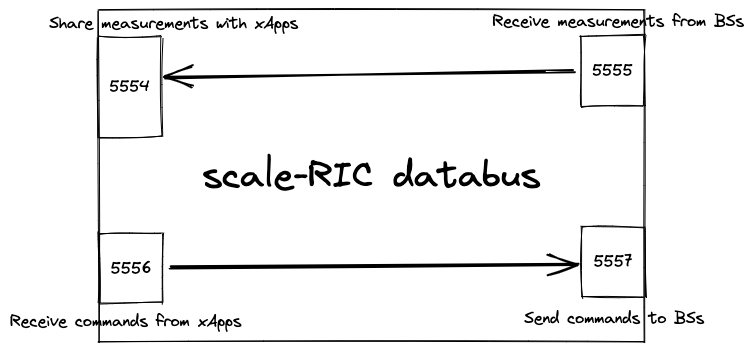 Share measurements with xApps
Receive measurements from BSs
5554
5555
scale-RIC databus
5556
5557
Receive commands from xApps
Send commands to BSs